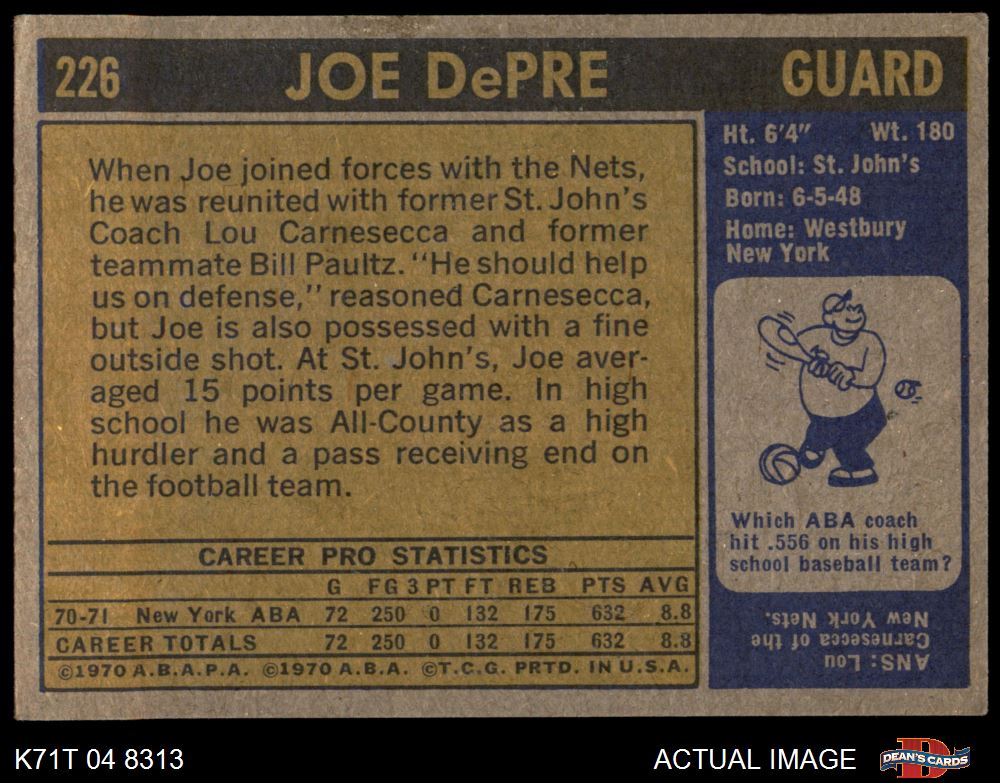 226 JOE DePRE GUARD
When Joe joined forces with the Nets,
he was reunited with former St. John's
Coach Lou Carnesecca and former
teammate Bill Paultz. "He should help
us on defense," reasoned Carnesecca,
but Joe is also possessed with a fine
outside shot. At St. John's, Joe aver-
aged 15 points per game. In high
school he was All-County as a high
hurdler and a pass receiving end on
the football team.
CAREER PRO STATISTICS
G FG 3 PT FT REB PTS AVG
70-71 New York ABA 72 250 0 132 175 632 8.8
CAREER TOTALS 72 250 0 132 175 632 8.8
©1970 A.B.A.P.A. ©1970 A.B.A. ©T.C.G. PRTD. IN U.S.A.
Ht. 6'4" Wt. 180
School: St. John's
Born: 6-5-48
Home: Westbury
New York
Which ABA coach
hit .556 on his high
school baseball team?
ANS: Lou
Carnesecca of the
New York Nets.
K71T 04 8313
ACTUAL IMAGE
DEAN'S CARDS